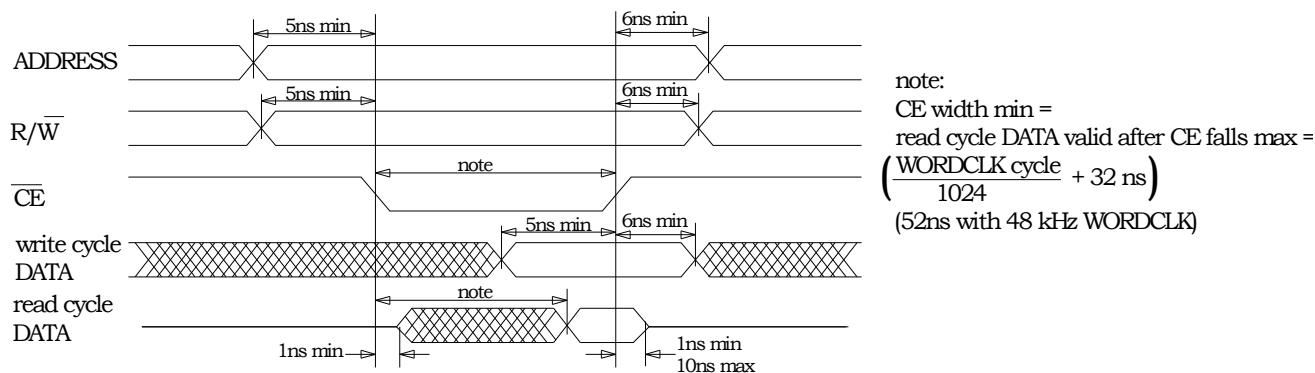 5ns min
6ns min
ADDRESS
5ns min
6ns min
R/W̅
note
C̅E̅
5ns min
6ns min
write cycle
DATA
note
read cycle
DATA
1ns min
1ns min
10ns max
note:
CE width min =
read cycle DATA valid after CE falls max =
(WORDCLK cycle
1024
+ 32 ns)
(52ns with 48 kHz WORDCLK)